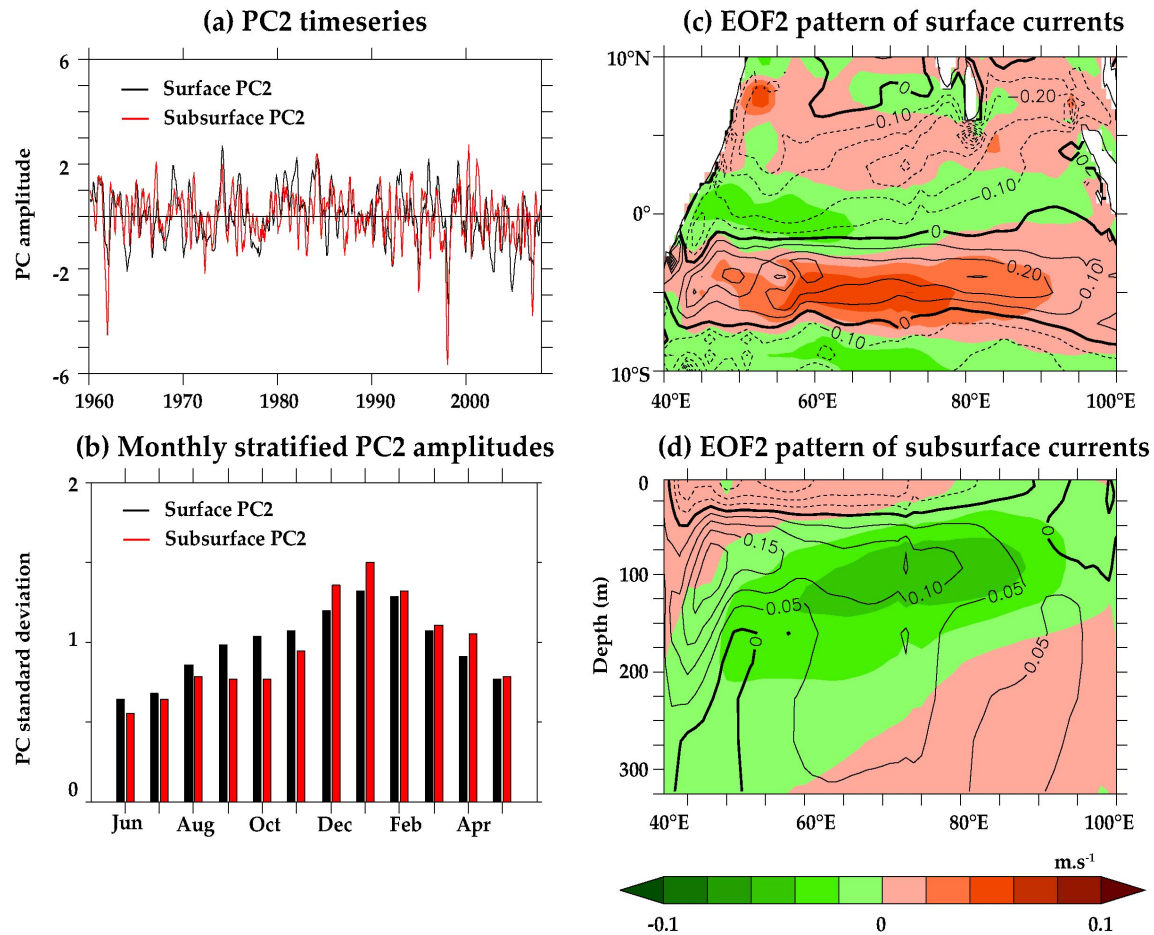 (a) PC2 timeseries
6
2
-2
-6
PC amplitude
Surface PC2
Subsurface PC2
1960
1970
1980
1990
2000
(c) EOF2 pattern of surface currents
10°N
0°
10°S
0
-0.20
0.10
-0.10
0
0.20
0.10
0
0.10
40°E
60°E
80°E
100°E
(b) Monthly stratified PC2 amplitudes
2
1
0
PC standard deviation
Surface PC2
Subsurface PC2
Jun
Aug
Oct
Dec
Feb
Apr
(d) EOF2 pattern of subsurface currents
0
100
200
300
Depth (m)
0.15
0
0.10
0.05
0.05
0
0.05
40°E
60°E
80°E
100°E
m.s-1
-0.1
0
0.1